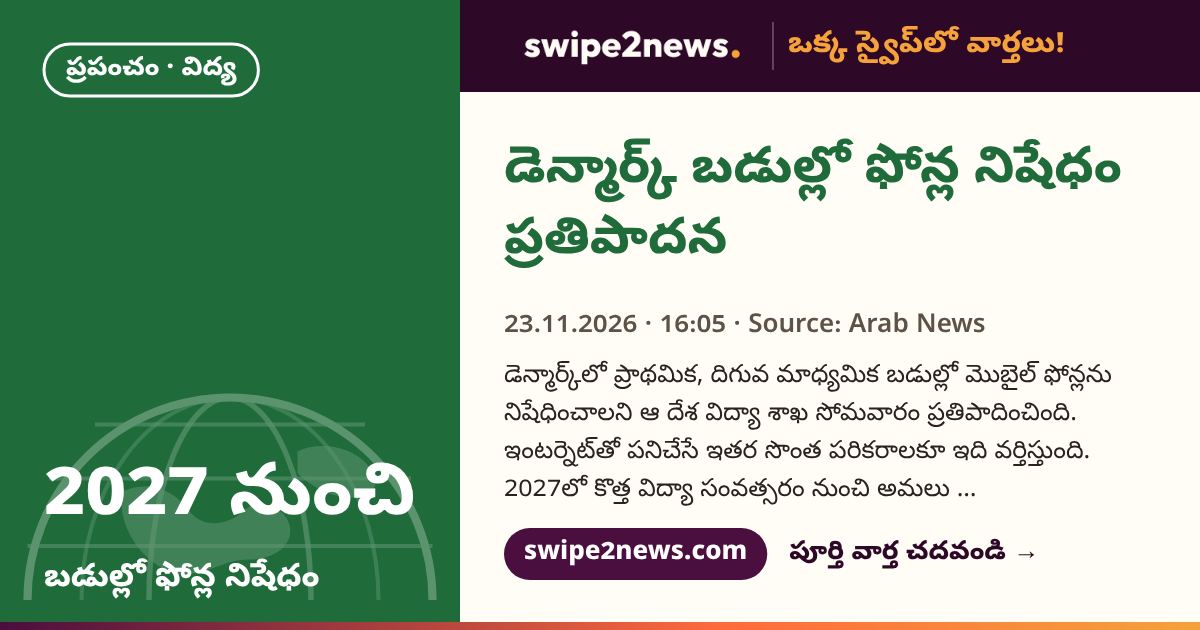 ప్రపంచం · విద్య
2027 నుంచి
బడుల్లో ఫోన్ల నిషేధం
swipe2news.
ఒక్క స్వైప్‌లో వార్తలు!
డెన్మార్క్ బడుల్లో ఫోన్ల నిషేధం
ప్రతిపాదన
23.11.2026 · 16:05 · Source: Arab News
డెన్మార్క్‌లో ప్రాథమిక, దిగువ మాధ్యమిక బడుల్లో మొబైల్ ఫోన్లను
నిషేధించాలని ఆ దేశ విద్యా శాఖ సోమవారం ప్రతిపాదించింది.
ఇంటర్నెట్‌తో పనిచేసే ఇతర సొంత పరికరాలకూ ఇది వర్తిస్తుంది.
2027లో కొత్త విద్యా సంవత్సరం నుంచి అమలు ...
swipe2news.com
పూర్తి వార్త చదవండి →